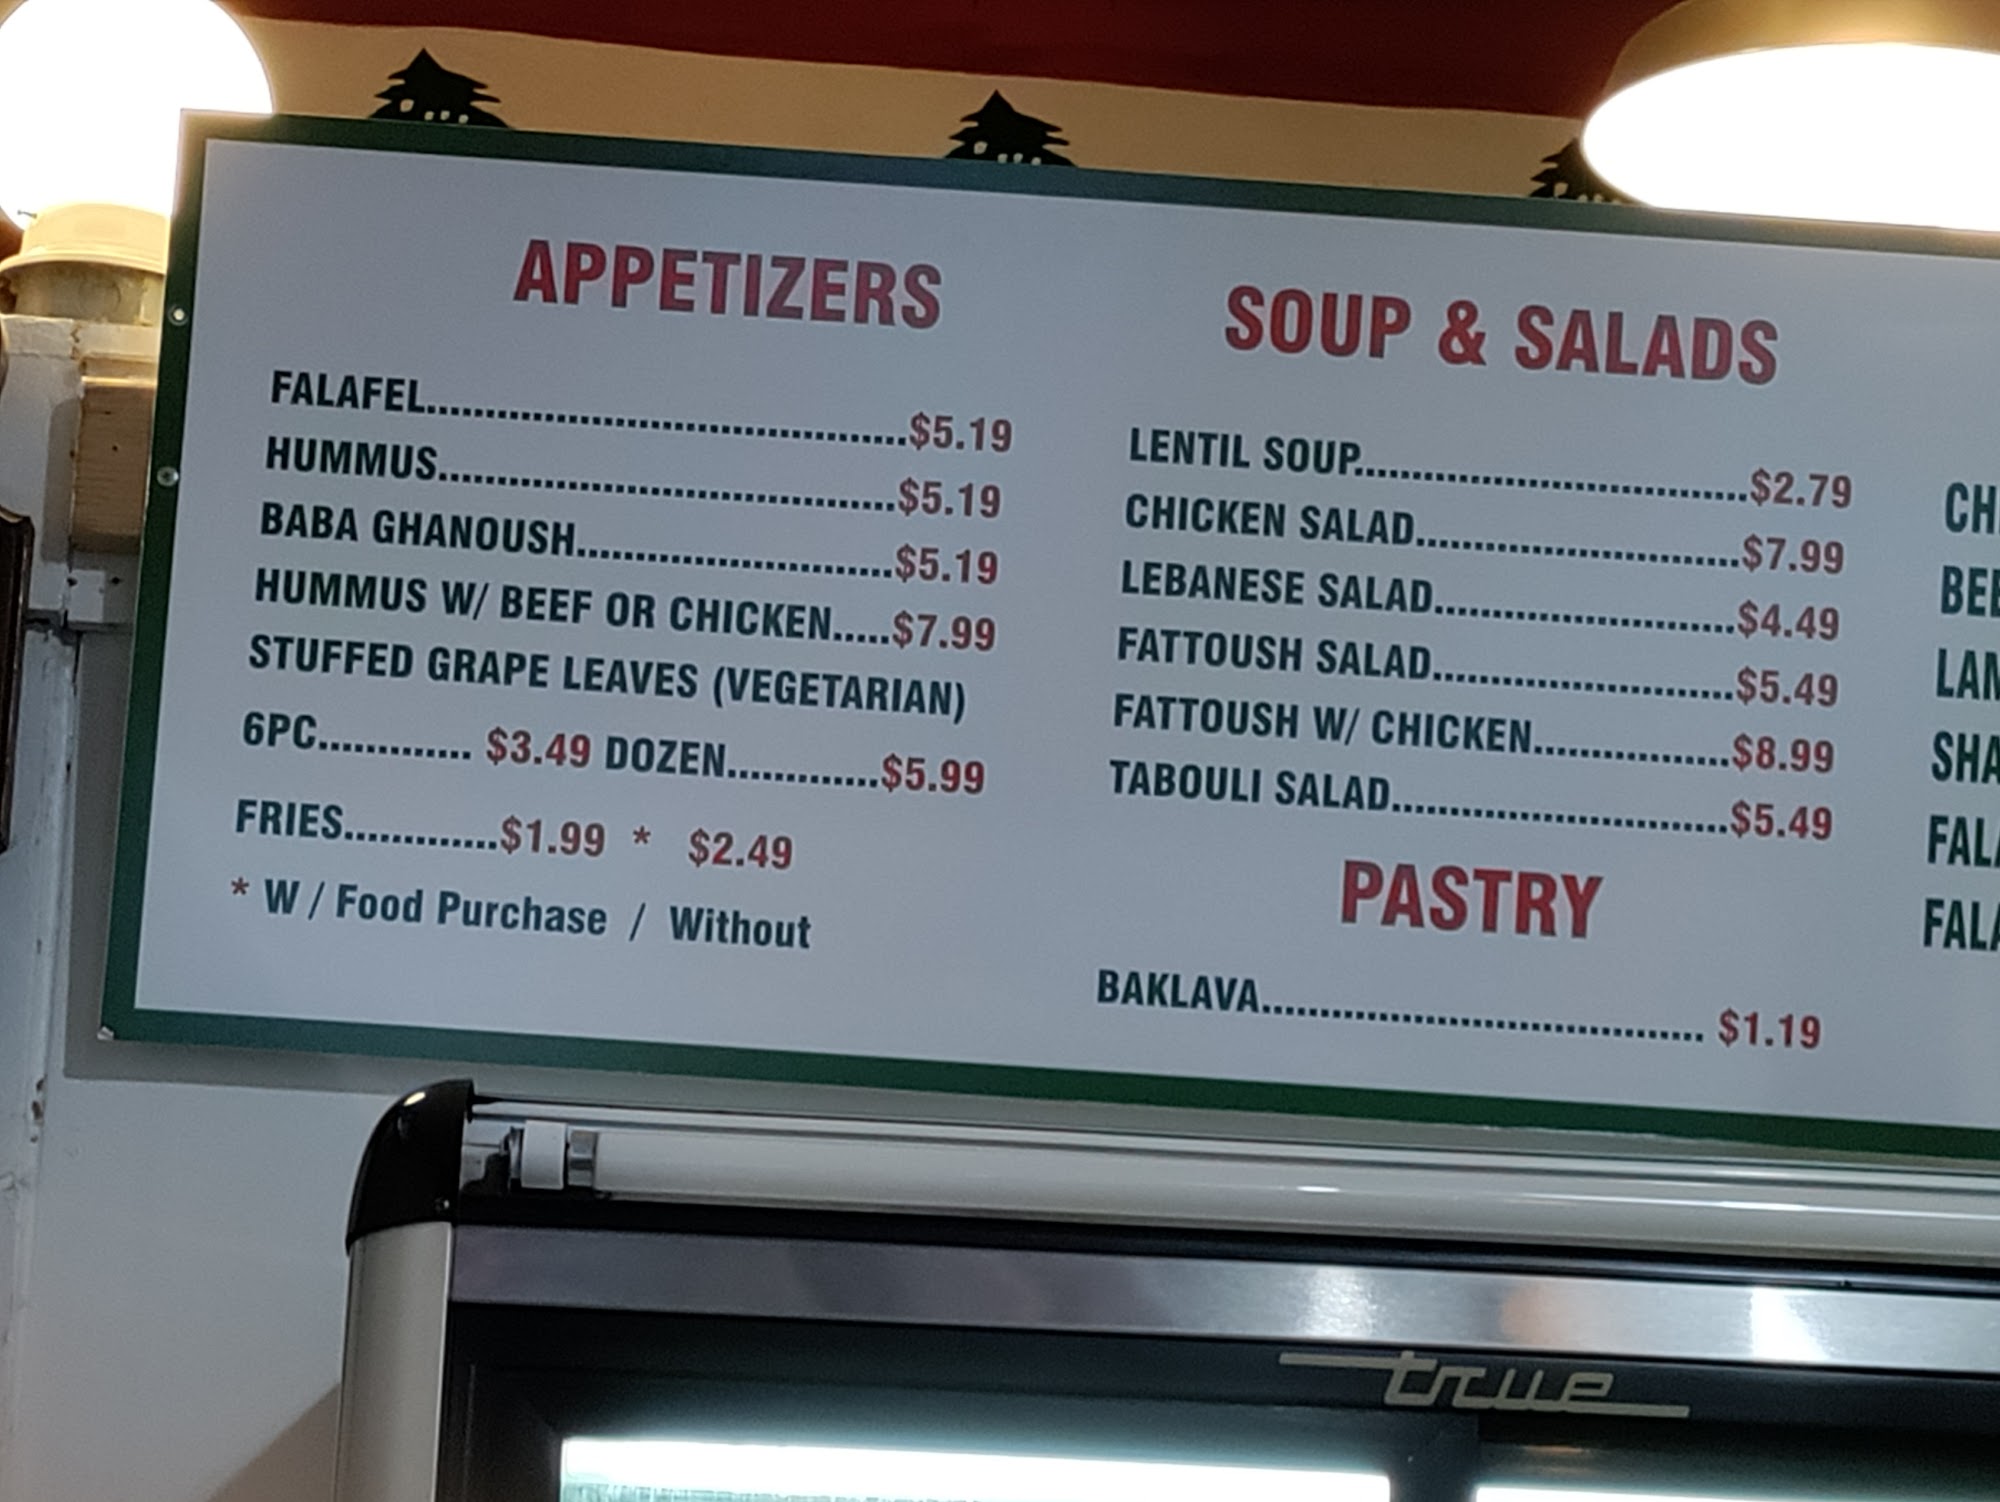 APPETIZERS
FALAFEL........................................$5.19
HUMMUS......................................$5.19
BABA GHANOUSH..........................$5.19
HUMMUS W/ BEEF OR CHICKEN.....$7.99
STUFFED GRAPE LEAVES (VEGETARIAN)
6PC............. $3.49 DOZEN.............$5.99
FRIES.............$1.99 * $2.49
* W / Food Purchase / Without
SOUP & SALADS
LENTIL SOUP.................................$2.79
CHICKEN SALAD............................$7.99
LEBANESE SALAD.........................$4.49
FATTOUSH SALAD.........................$5.49
FATTOUSH W/ CHICKEN.................$8.99
TABOULI SALAD.............................$5.49
PASTRY
BAKLAVA...................................... $1.19
true